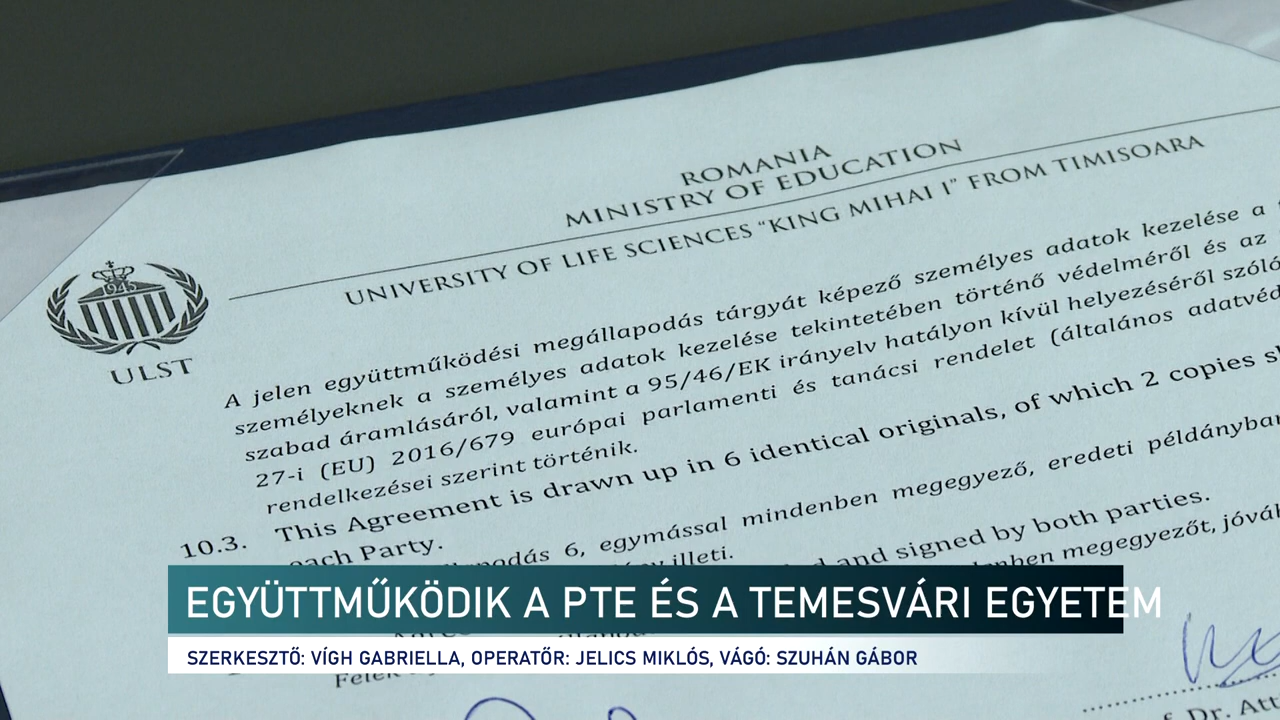 ROMANIA
MINISTRY OF EDUCATION
UNIVERSITY OF LIFE SCIENCES “KING MIHAI I” FROM TIMISOARA
ULST
A jelen együttműködési megállapodás tárgyát képező személyes adatok kezelése a
személyeknek a személyes adatok kezelése tekintetében történő védelméről és az
szabad áramlásáról, valamint a 95/46/EK irányelv hatályon kívül helyezéséről szóló
27-i (EU) 2016/679 európai parlamenti és tanácsi rendelet (általános
rendelkezései szerint történik.
10.3. This Agreement is drawn up in 6 identical originals, of which 2 copies
each Party.
6, egymással mindenben megegyező, eredeti
illeti.
and signed by both parties.
megegyezőt,
EGYÜTTMŰKÖDIK A PTE ÉS A TEMESVÁRI EGYETEM
SZERKESZTŐ: VÍGH GABRIELLA, OPERATŐR: JELICS MIKLÓS, VÁGÓ: SZUHÁN GÁBOR
Dr.